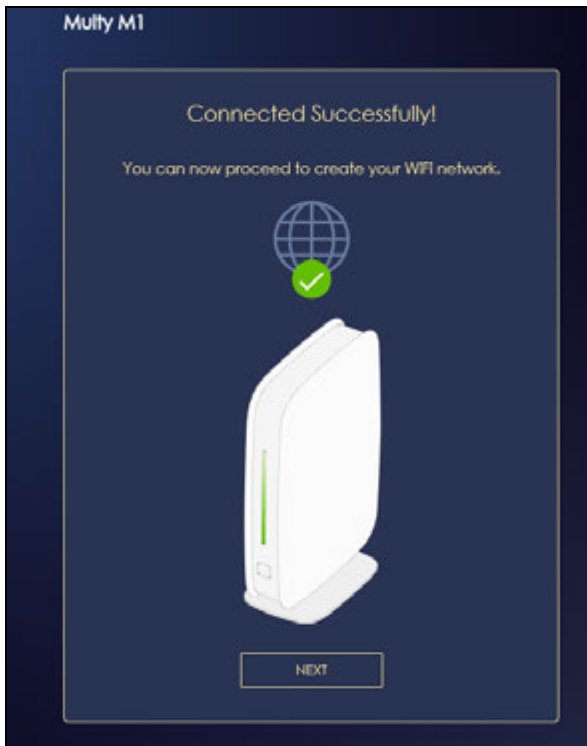 Multy M1
Connected Successfully!
You can now proceed to create your WIFI network.
NEXT